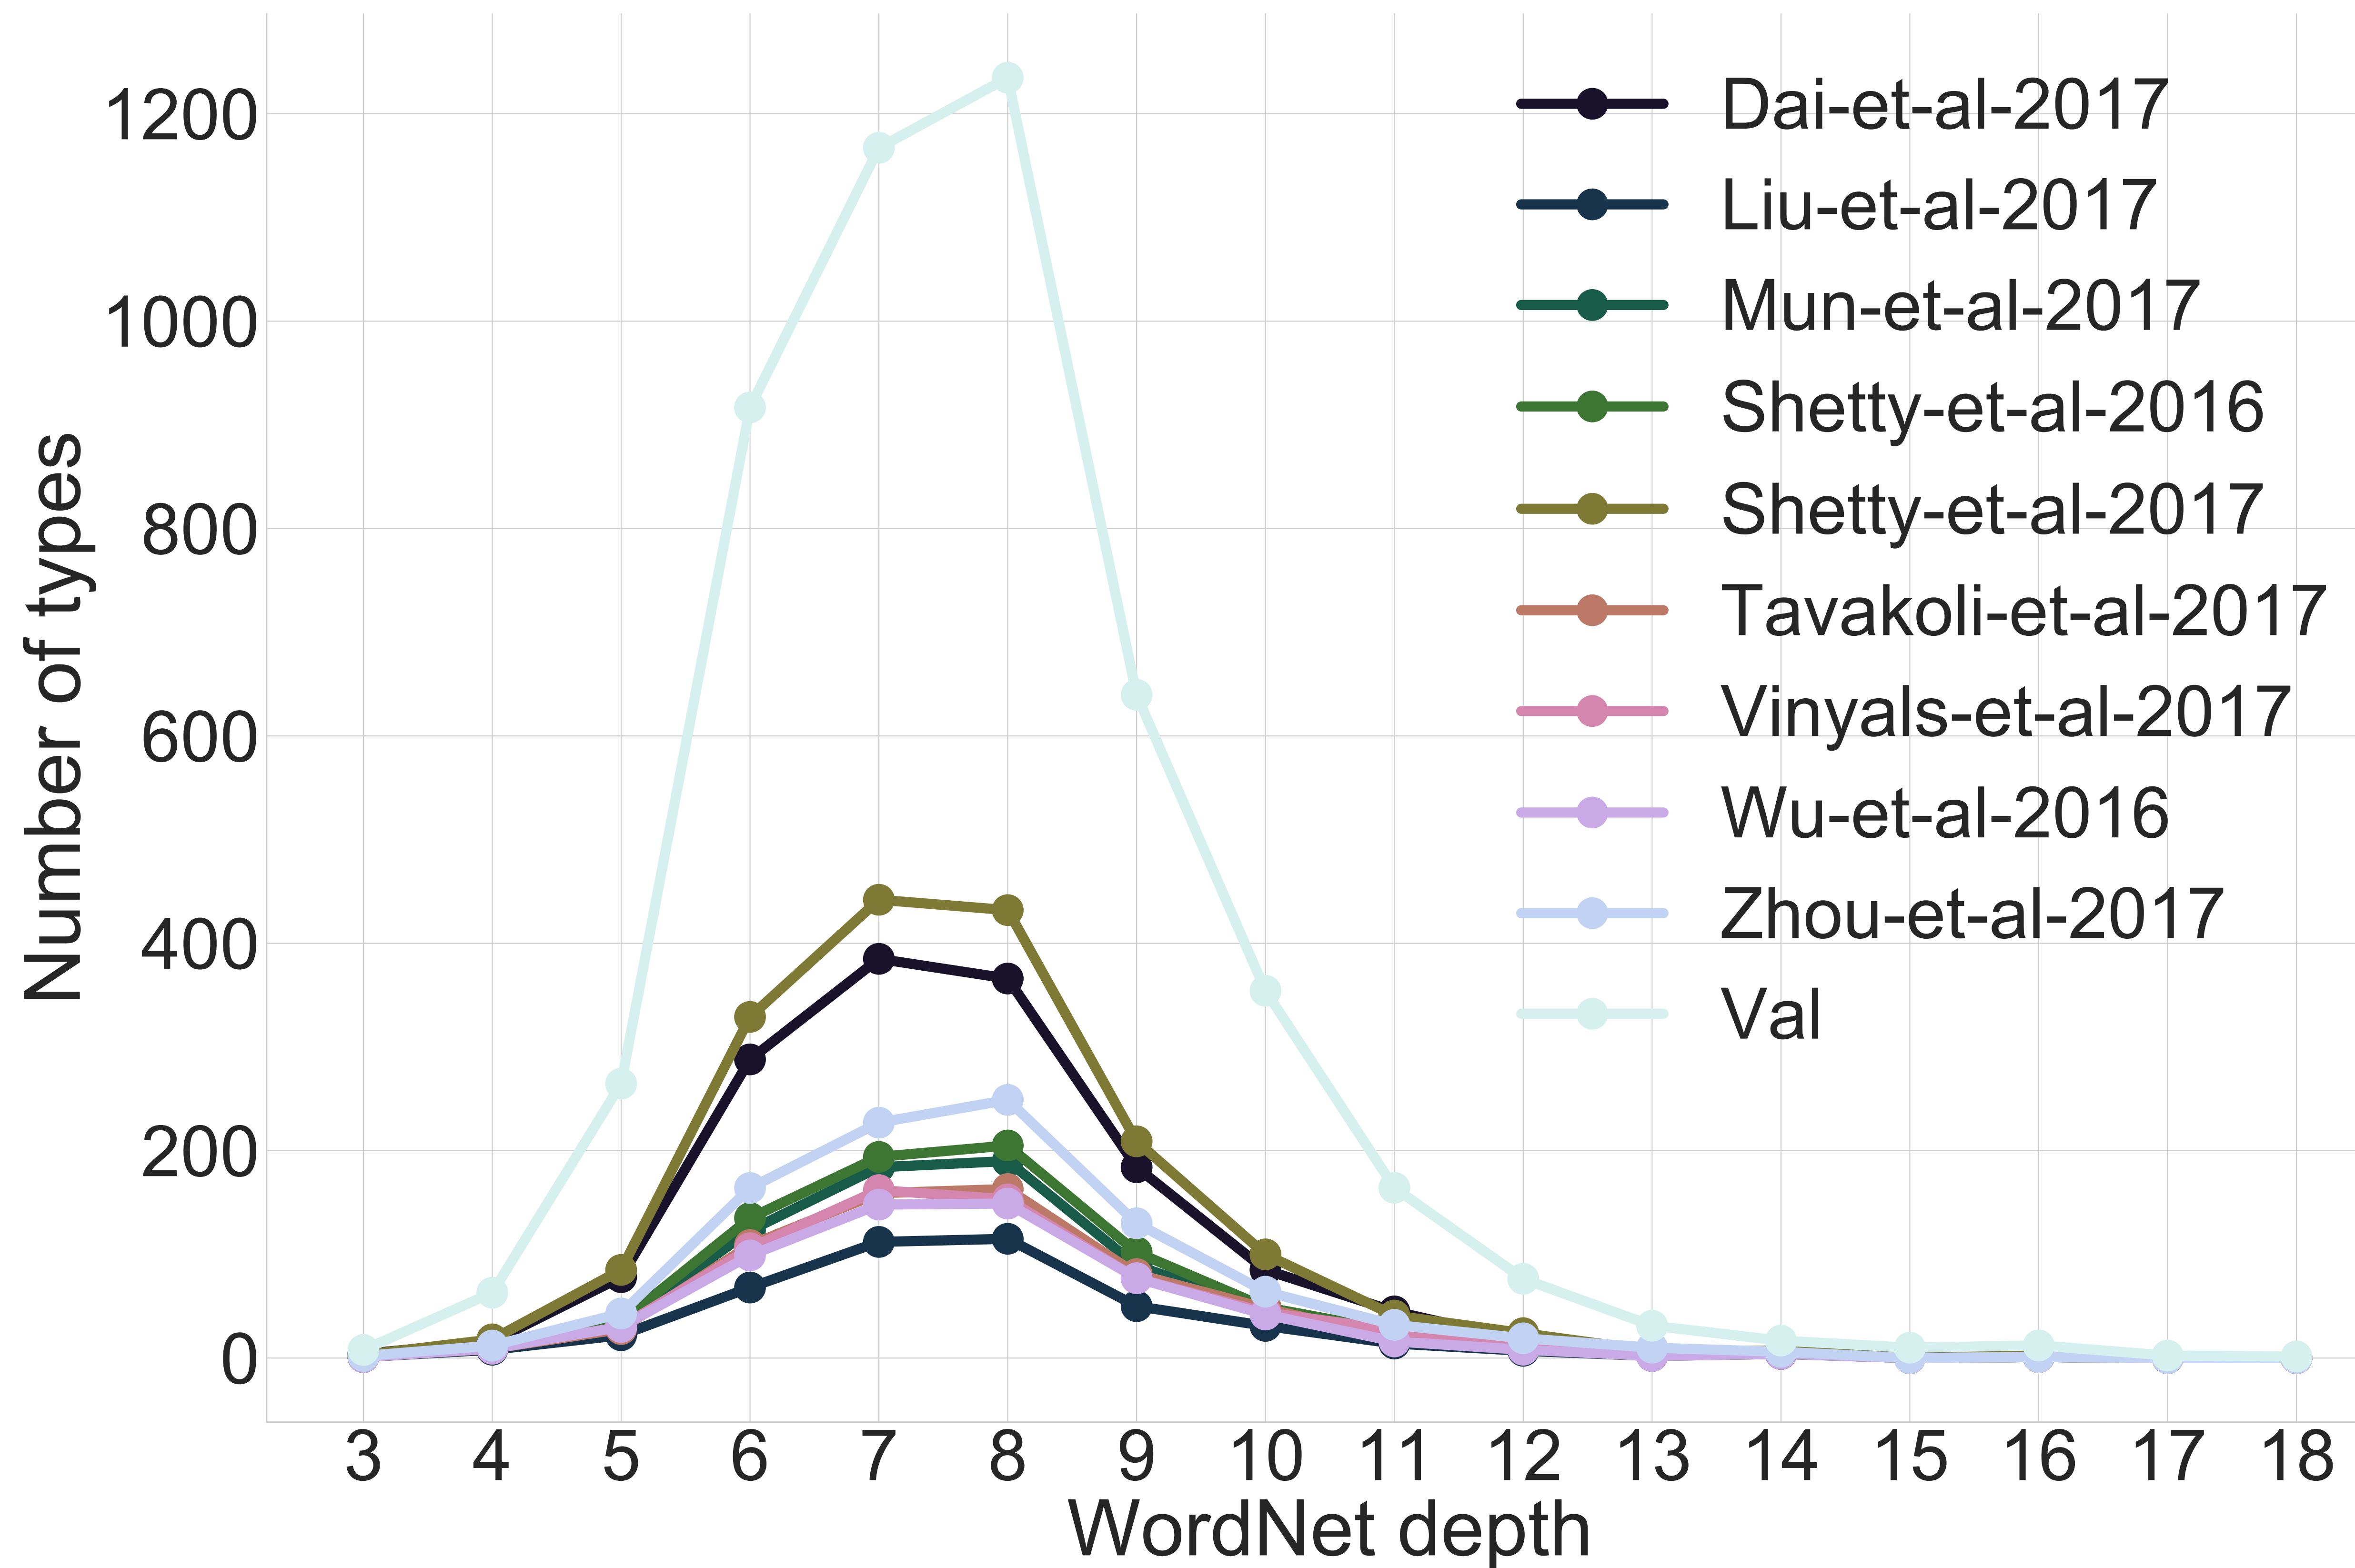 1200
1000
800
600
400
200
0
Number of types
Dai-et-al-2017
Liu-et-al-2017
Mun-et-al-2017
Shetty-et-al-2016
Shetty-et-al-2017
Tavakoli-et-al-2017
Vinyals-et-al-2017
Wu-et-al-2016
Zhou-et-al-2017
Val
3 4 5 6 7 8 9 10 11 12 13 14 15 16 17 18
WordNet depth